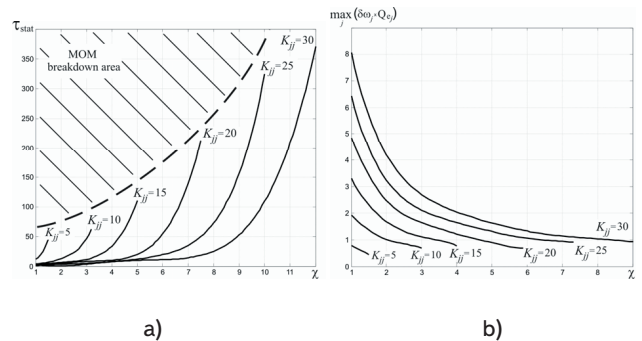 τstat
350
300
250
200
150
100
50
0
1
2
3
4
5
6
7
8
9
10
11
χ
MOM
breakdown area
Kjj=5
Kjj=10
Kjj=15
Kjj=20
Kjj=25
Kjj=30
a)
max j (δωj·Qej)
8
7
6
5
4
3
2
1
0
1
2
3
4
5
6
7
8
χ
Kjj=5
Kjj=10
Kjj=15
Kjj=20
Kjj=25
Kjj=30
b)